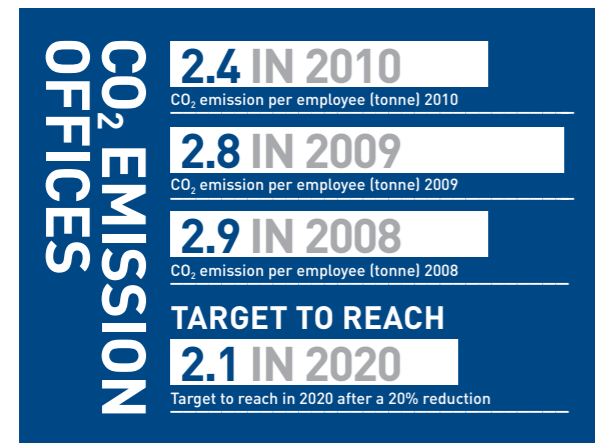 CO₂ EMISSION
OFFICES
2.4 IN 2010
CO₂ emission per employee (tonne) 2010
2.8 IN 2009
CO₂ emission per employee (tonne) 2009
2.9 IN 2008
CO₂ emission per employee (tonne) 2008
TARGET TO REACH
2.1 IN 2020
Target to reach in 2020 after a 20% reduction